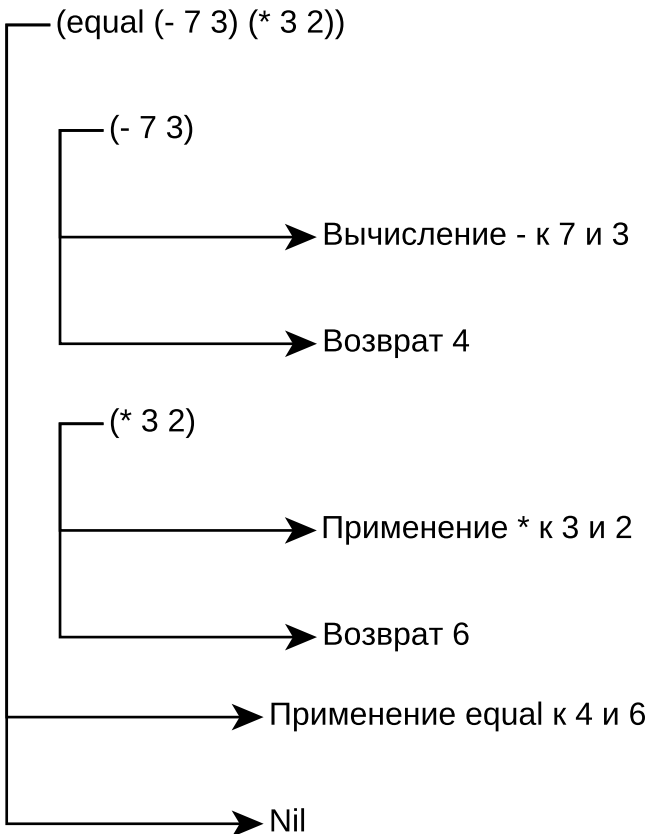 (equal (- 7 3) (* 3 2))
(- 7 3)
Вычисление - к 7 и 3
Возврат 4
(* 3 2)
Применение * к 3 и 2
Возврат 6
Применение equal к 4 и 6
Nil